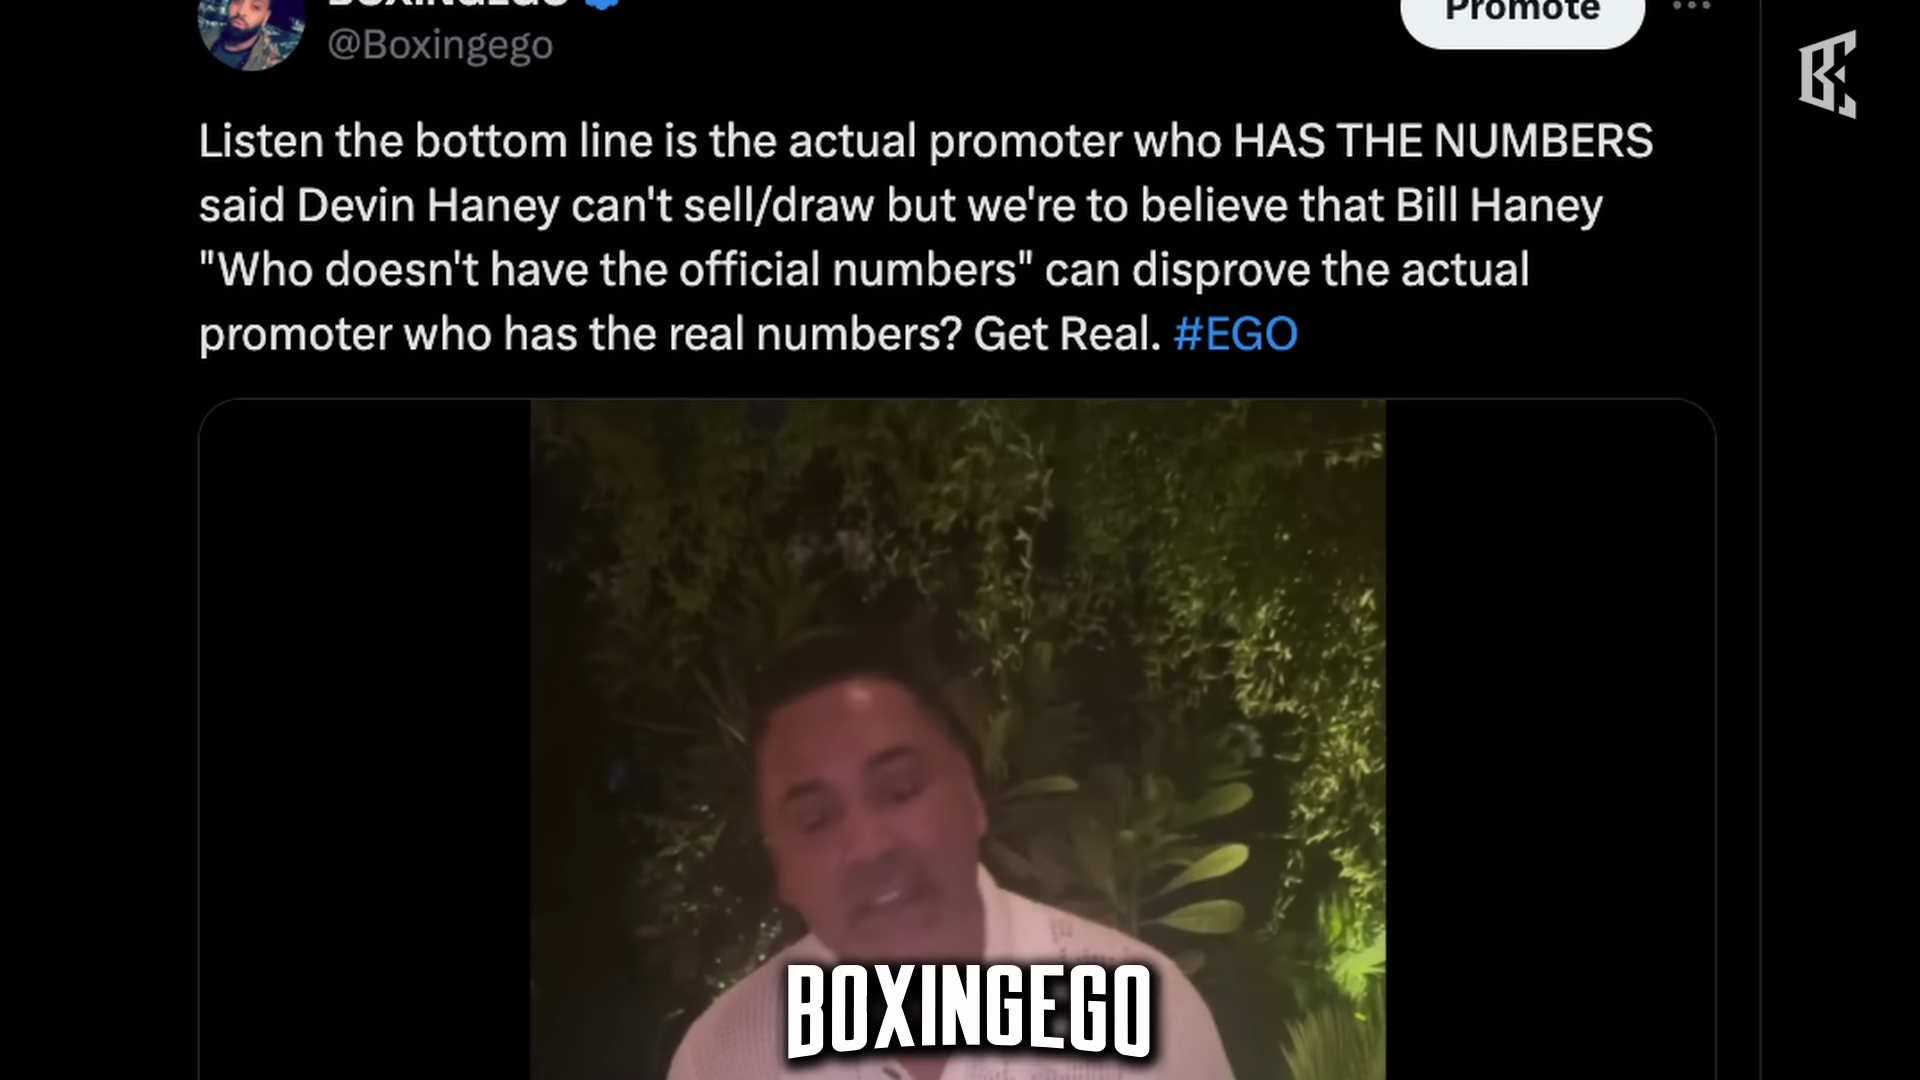 BOXINGEGO
@Boxingego
Promote
Listen the bottom line is the actual promoter who HAS THE NUMBERS
said Devin Haney can't sell/draw but we're to believe that Bill Haney
"Who doesn't have the official numbers" can disprove the actual
promoter who has the real numbers? Get Real. #EGO
BOXINGEGO